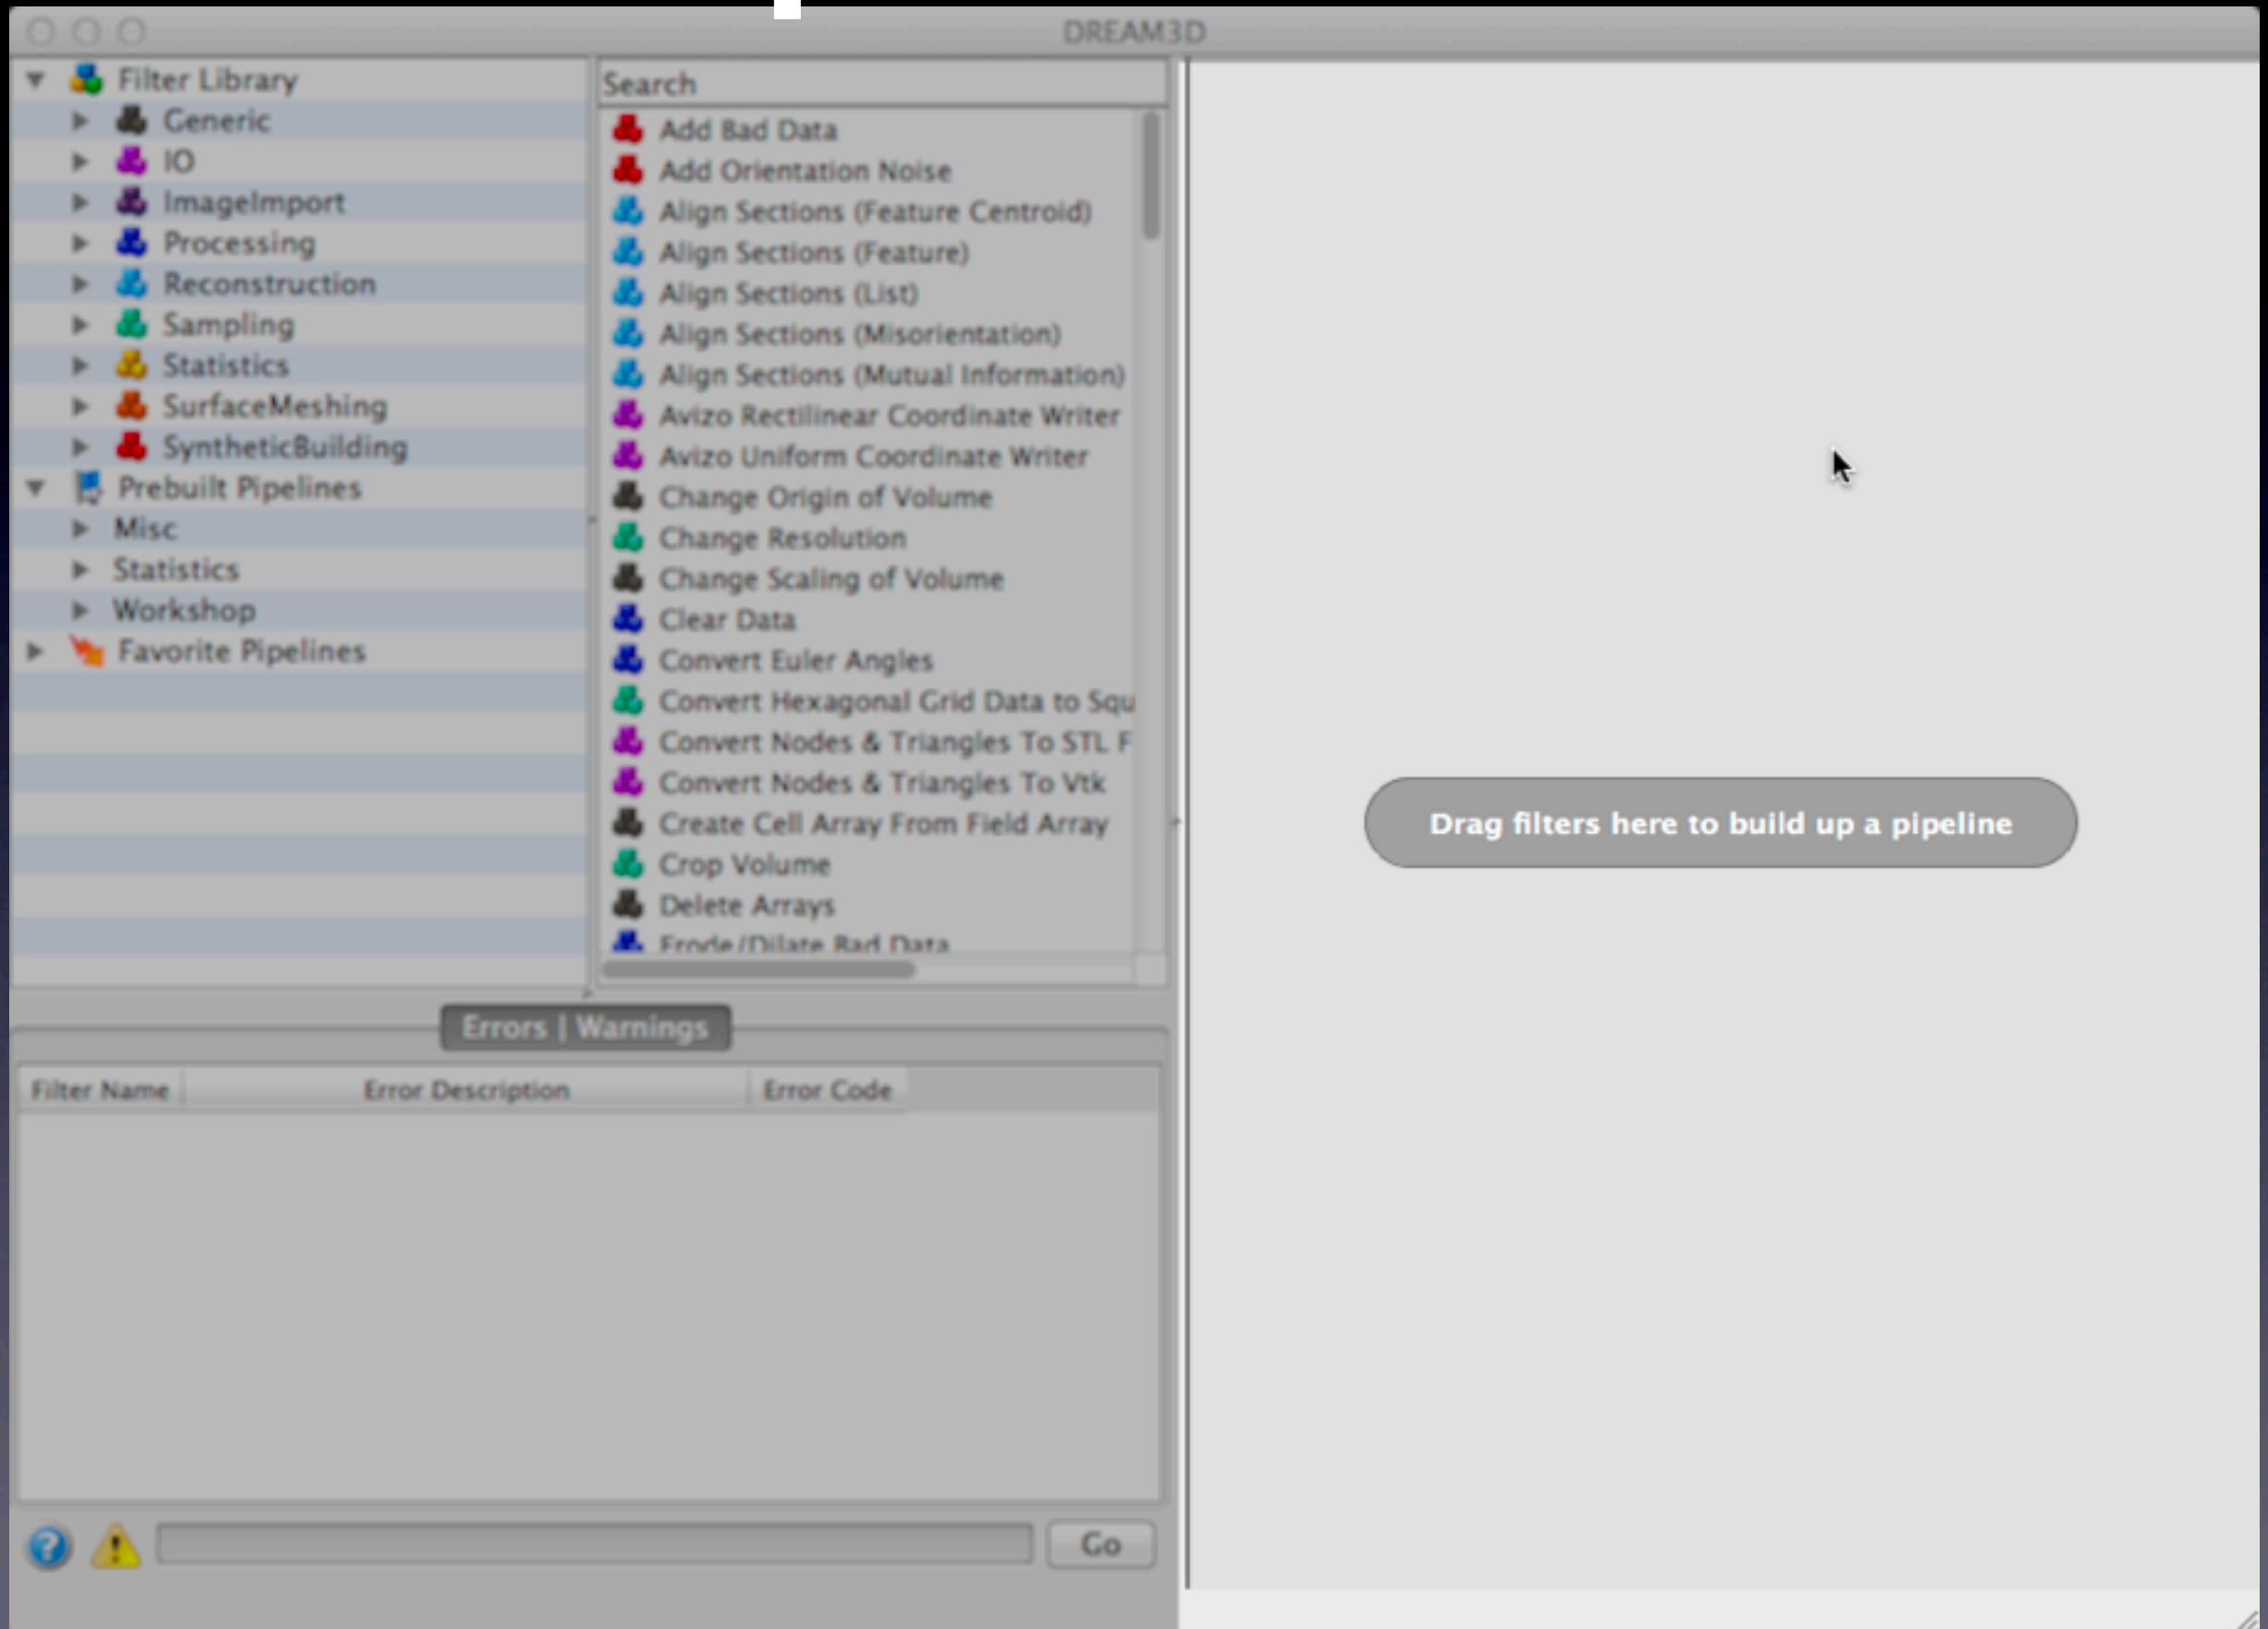 DREAM3D
Filter Library
Generic
IO
ImageImport
Processing
Reconstruction
Sampling
Statistics
SurfaceMeshing
SyntheticBuilding
Prebuilt Pipelines
Misc
Statistics
Workshop
Favorite Pipelines
Search
Add Bad Data
Add Orientation Noise
Align Sections (Feature Centroid)
Align Sections (Feature)
Align Sections (List)
Align Sections (Misorientation)
Align Sections (Mutual Information)
Avizo Rectilinear Coordinate Writer
Avizo Uniform Coordinate Writer
Change Origin of Volume
Change Resolution
Change Scaling of Volume
Clear Data
Convert Euler Angles
Convert Hexagonal Grid Data to Squ
Convert Nodes & Triangles To STL F
Convert Nodes & Triangles To Vtk
Create Cell Array From Field Array
Crop Volume
Delete Arrays
Erode/Dilate Bad Data
Errors | Warnings
Filter Name Error Description Error Code
Go
Drag filters here to build up a pipeline